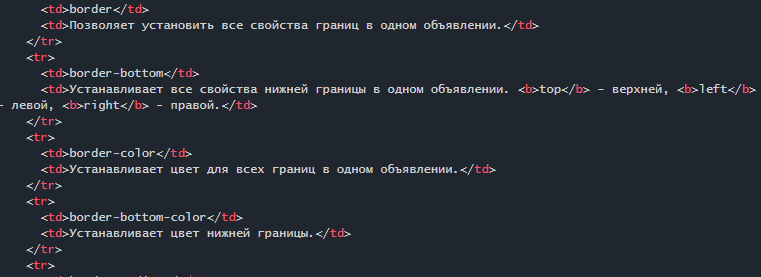 <td>border</td>
<td>Позволяет установить все свойства границ в одном объявлении.</td>
</tr>
<tr>
<td>border-bottom</td>
<td>Устанавливает все свойства нижней границы в одном объявлении. <b>top</b> - верхней, <b>left</b>
- левой, <b>right</b> - правой.</td>
</tr>
<tr>
<td>border-color</td>
<td>Устанавливает цвет для всех границ в одном объявлении.</td>
</tr>
<tr>
<td>border-bottom-color</td>
<td>Устанавливает цвет нижней границы.</td>
</tr>
<tr>